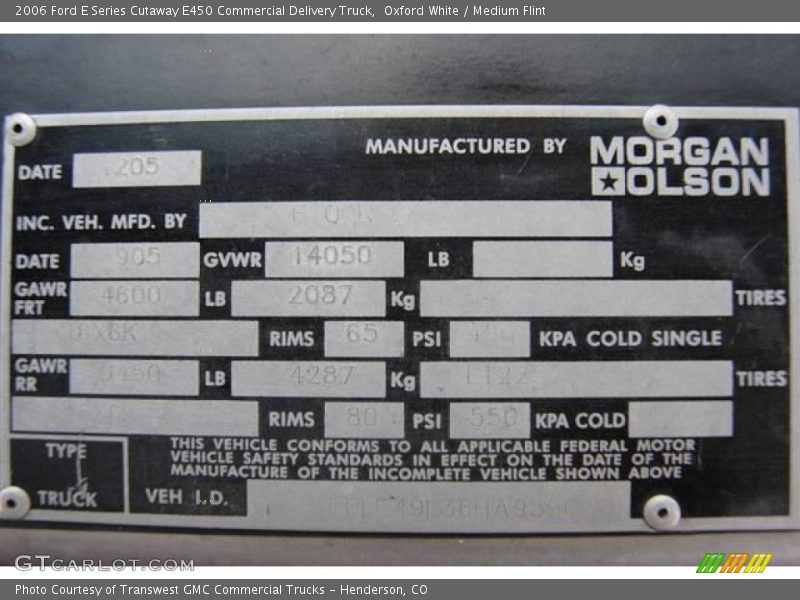 2006 Ford E Series Cutaway E450 Commercial Delivery Truck, Oxford White / Medium Flint
MANUFACTURED BY MORGAN OLSON
DATE 205
INC. VEH. MFD. BY
DATE 905 GVWR 14050 LB Kg
GAWR FRT 4600 LB 2087 Kg TIRES
16X6K RIMS 65 PSI KPA COLD SINGLE
GAWR RR 9450 LB 4287 Kg TIRES
RIMS 80 PSI 550 KPA COLD
THIS VEHICLE CONFORMS TO ALL APPLICABLE FEDERAL MOTOR
VEHICLE SAFETY STANDARDS IN EFFECT ON THE DATE OF THE
MANUFACTURE OF THE INCOMPLETE VEHICLE SHOWN ABOVE
TYPE
TRUCK
VEH I.D.
GTCARLOT.COM
Photo Courtesy of Transwest GMC Commercial Trucks - Henderson, CO